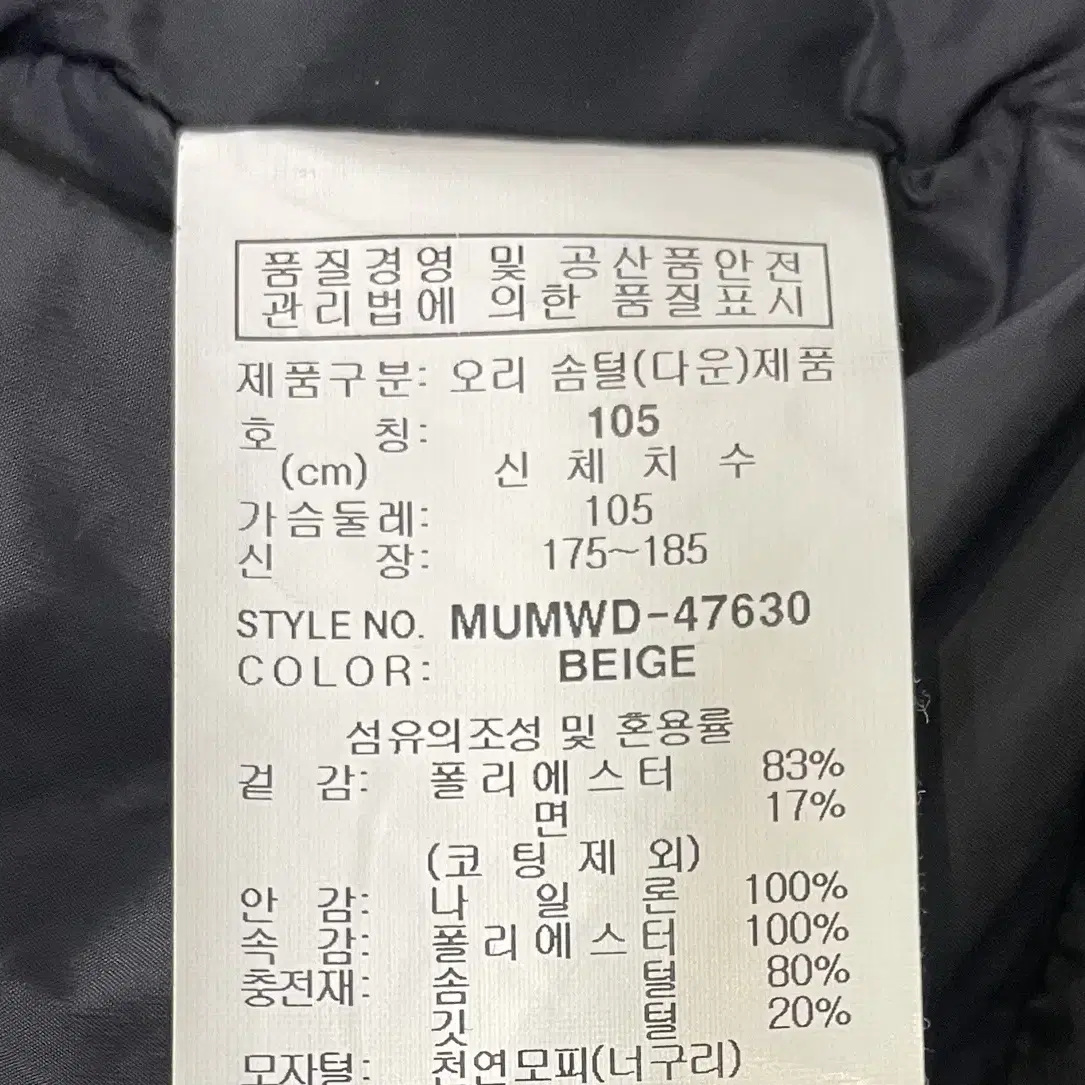 품질경영 및 공산품안전
관리법에 의한 품질표시
제품구분: 오리 솜털(다운)제품
호 칭: 105
(cm) 신 체 치 수
가슴둘레: 105
신 장: 175~185
STYLE NO. MUMWD-47630
COLOR: BEIGE
섬유의조성 및 혼용률
겉 감: 폴리에스터 83%
면 17%
(코 팅 제 외)
안 감: 나 일 론 100%
속 감: 폴리에스터 100%
충전재: 솜 털 80%
깃 털 20%
모자털: 천연모피(너구리)